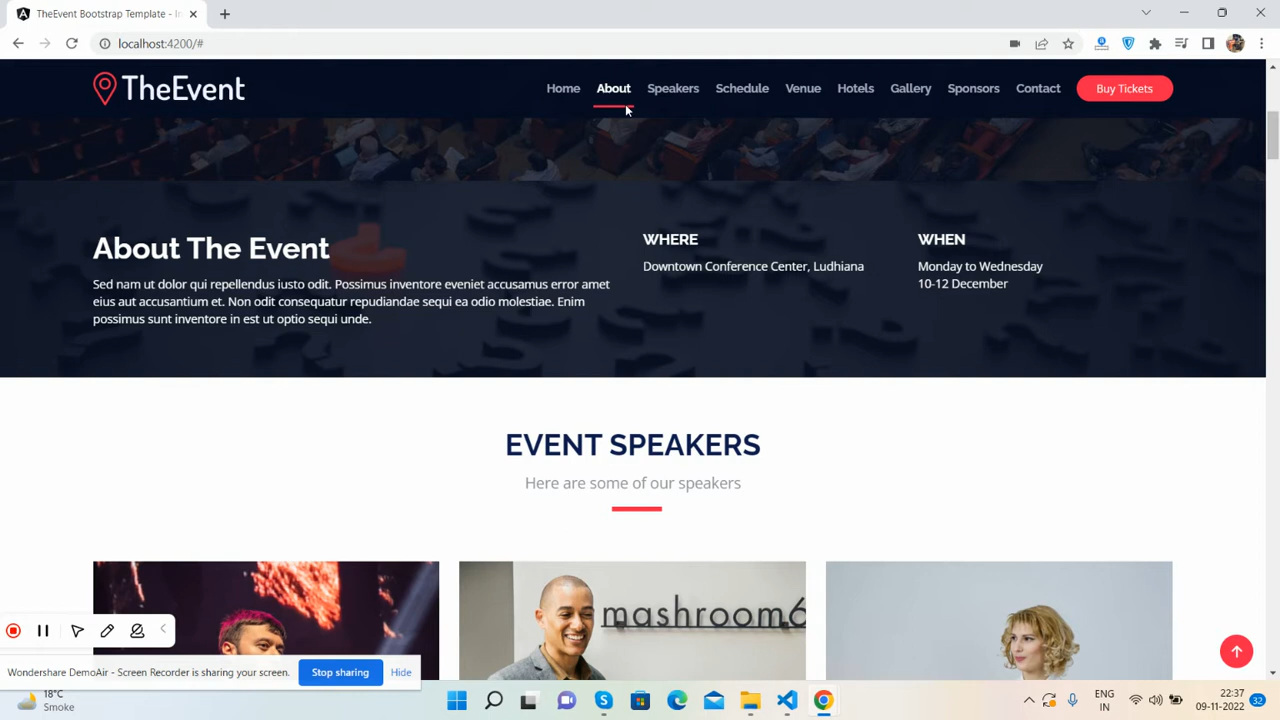 TheEvent Bootstrap Template - In
localhost:4200/#
TheEvent
Home
About
Speakers
Schedule
Venue
Hotels
Gallery
Sponsors
Contact
Buy Tickets
About The Event
Sed nam ut dolor qui repellendus iusto odit. Possimus inventore eveniet accusamus error amet
eius aut accusantium et. Non odit consequatur repudiandae sequi ea odio molestiae. Enim
possimus sunt inventore in est ut optio sequi unde.
WHERE
Downtown Conference Center, Ludhiana
WHEN
Monday to Wednesday
10-12 December
EVENT SPEAKERS
Here are some of our speakers
mashroom6
Wondershare DemoAir - Screen Recorder is sharing your screen.
Stop sharing
Hide
18°C
Smoke
ENG
IN
22:37
09-11-2022
32